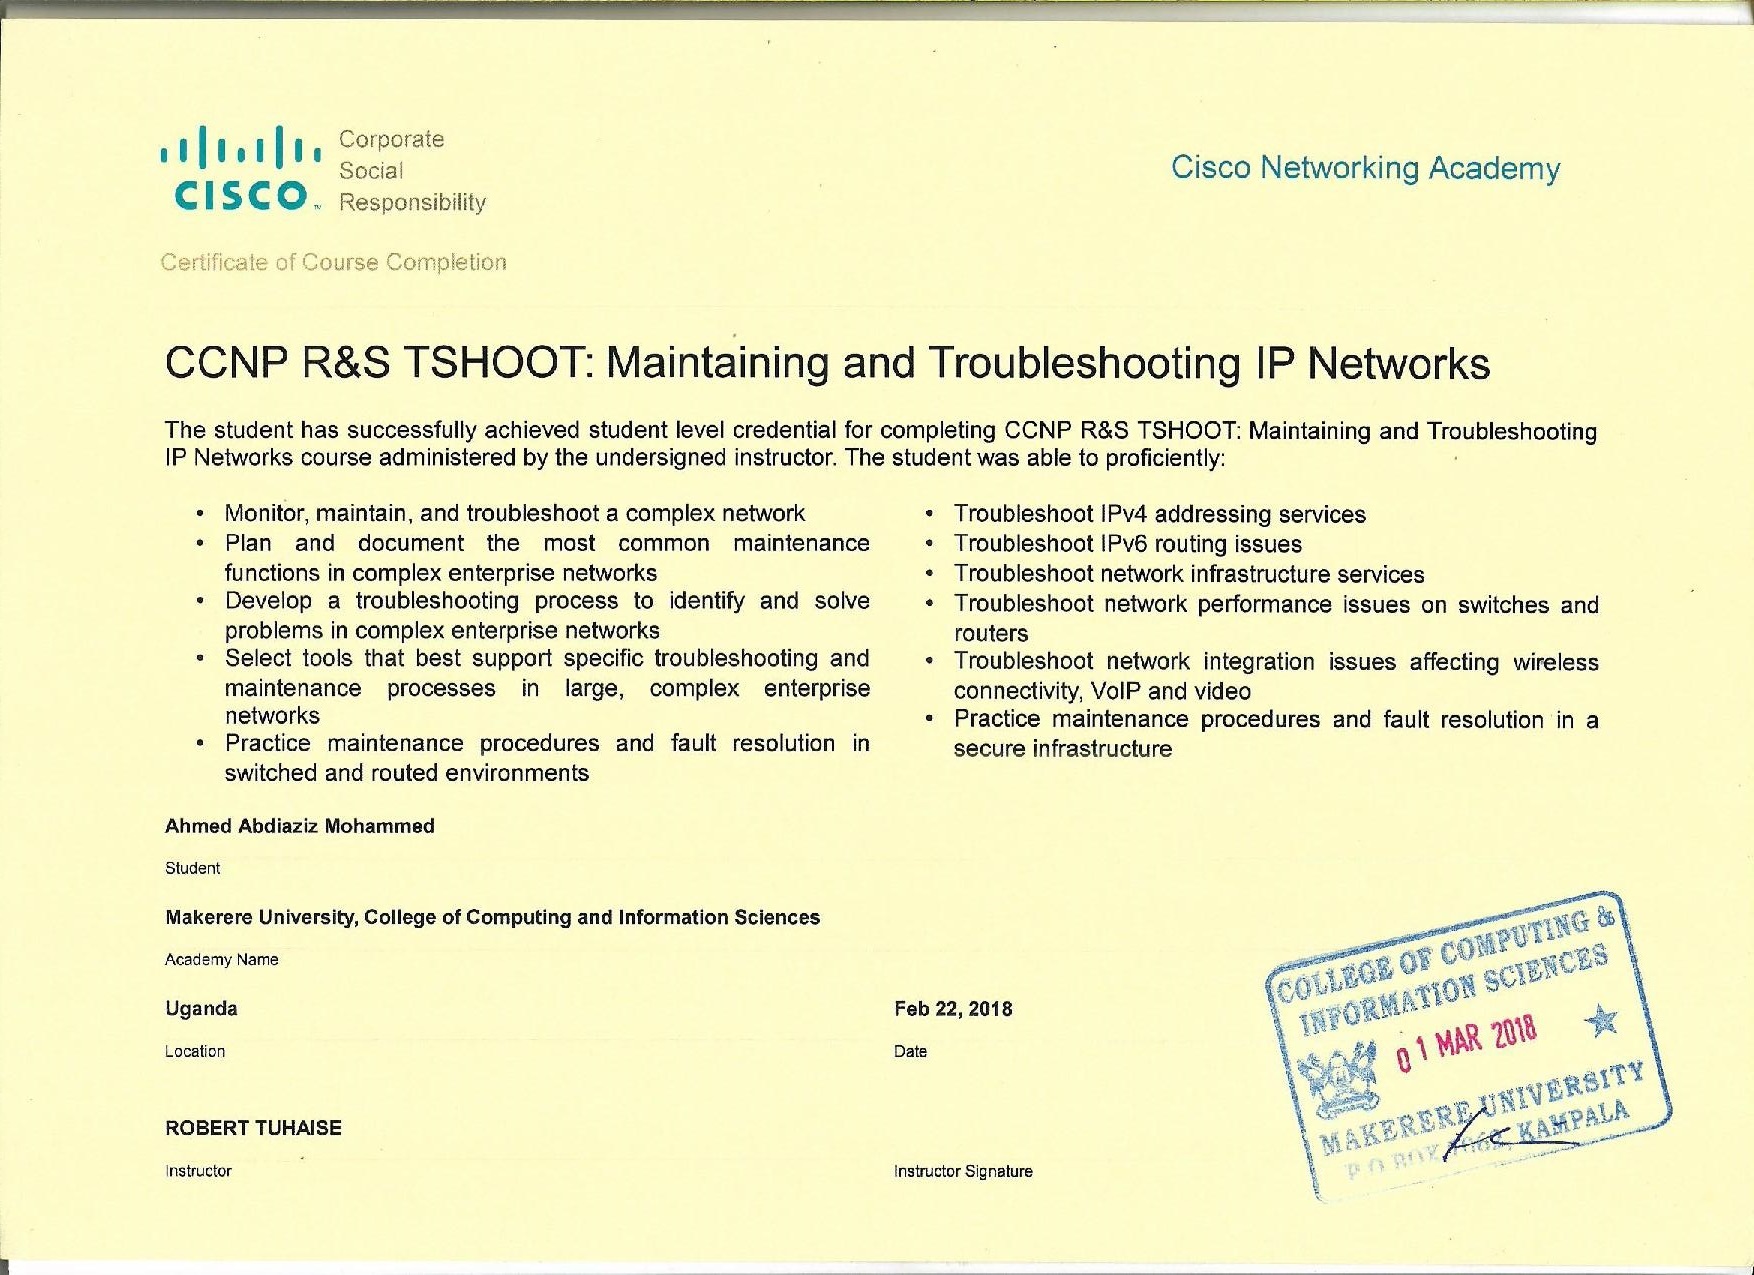 CISCO™
Corporate
Social
Responsibility
Cisco Networking Academy
Certificate of Course Completion
CCNP R&S TSHOOT: Maintaining and Troubleshooting IP Networks
The student has successfully achieved student level credential for completing CCNP R&S TSHOOT: Maintaining and Troubleshooting
IP Networks course administered by the undersigned instructor. The student was able to proficiently:
• Monitor, maintain, and troubleshoot a complex network
• Plan and document the most common maintenance
functions in complex enterprise networks
• Develop a troubleshooting process to identify and solve
problems in complex enterprise networks
• Select tools that best support specific troubleshooting and
maintenance processes in large, complex enterprise
networks
• Practice maintenance procedures and fault resolution in
switched and routed environments
• Troubleshoot IPv4 addressing services
• Troubleshoot IPv6 routing issues
• Troubleshoot network infrastructure services
• Troubleshoot network performance issues on switches and
routers
• Troubleshoot network integration issues affecting wireless
connectivity, VoIP and video
• Practice maintenance procedures and fault resolution in a
secure infrastructure
Ahmed Abdiaziz Mohammed
Student
Makerere University, College of Computing and Information Sciences
Academy Name
Uganda
Location
Feb 22, 2018
Date
ROBERT TUHAISE
Instructor
Instructor Signature
COLLEGE OF COMPUTING &
INFORMATION SCIENCES
01 MAR 2018
MAKERERE UNIVERSITY
P.O BOX 7062, KAMPALA